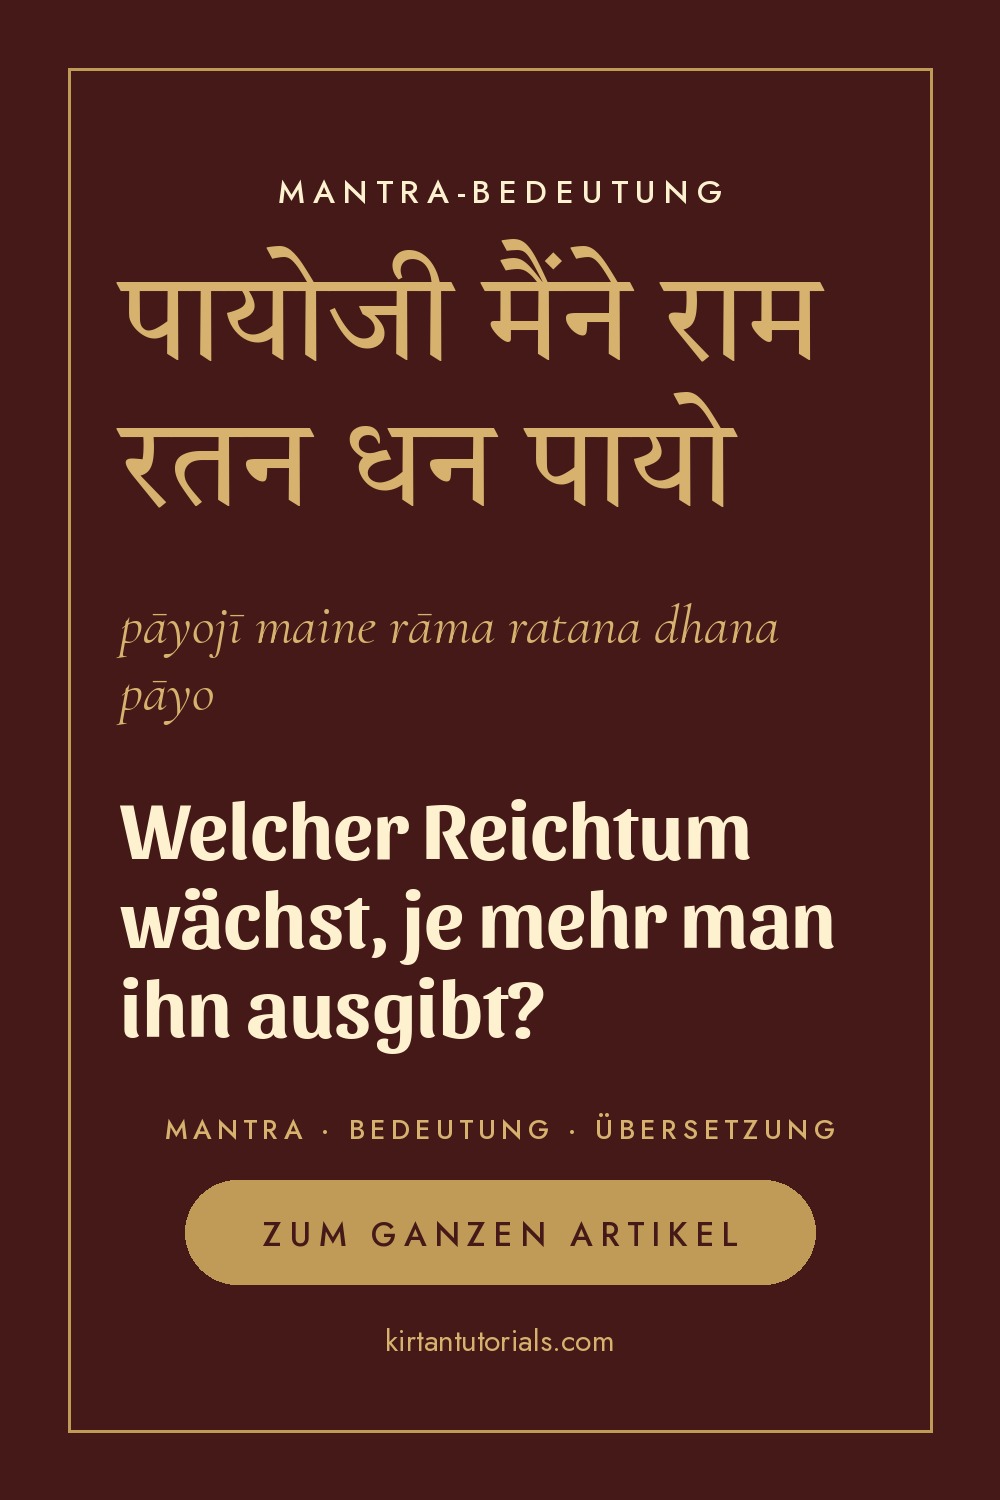 MANTRA-BEDEUTUNG
पायोजी मैंने राम
रतन धन पायो
pāyojī maine rāma ratana dhana
pāyo
Welcher Reichtum
wächst, je mehr man
ihn ausgibt?
MANTRA · BEDEUTUNG · ÜBERSETZUNG
ZUM GANZEN ARTIKEL
kirtantutorials.com